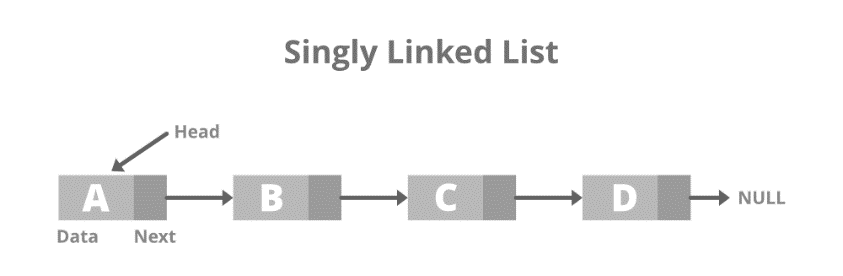 Singly Linked List
Head
A B C D NULL
Data Next